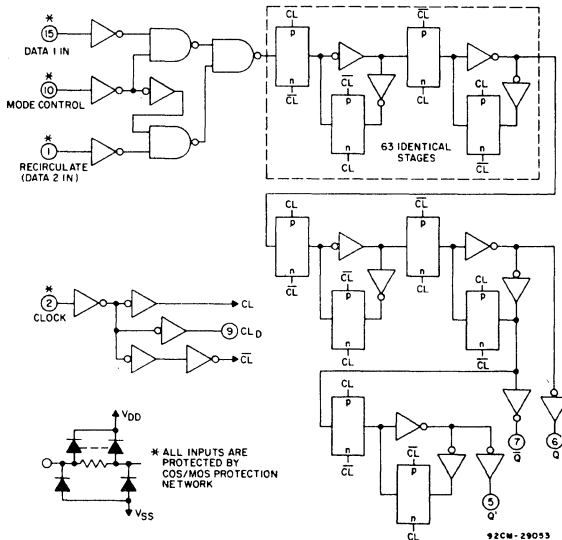 CL
C̅L̅
*
15
DATA 1 IN
p
p
n
C̅L̅
n
CL
C̅L̅
C̅L̅
CL
*
10
MODE CONTROL
p
n
CL
p
n
C̅L̅
*
1
RECIRCULATE
(DATA 2 IN)
63 IDENTICAL
STAGES
CL
C̅L̅
p
p
n
C̅L̅
n
CL
C̅L̅
CL
p
n
CL
p
n
C̅L̅
*
2
CLOCK
CL
9
CLD
C̅L̅
CL
p
n
C̅L̅
C̅L̅
p
n
CL
7
Q̅
6
Q
5
Q'
VDD
VSS
* ALL INPUTS ARE
PROTECTED BY
COS/MOS PROTECTION
NETWORK
92CM-29053